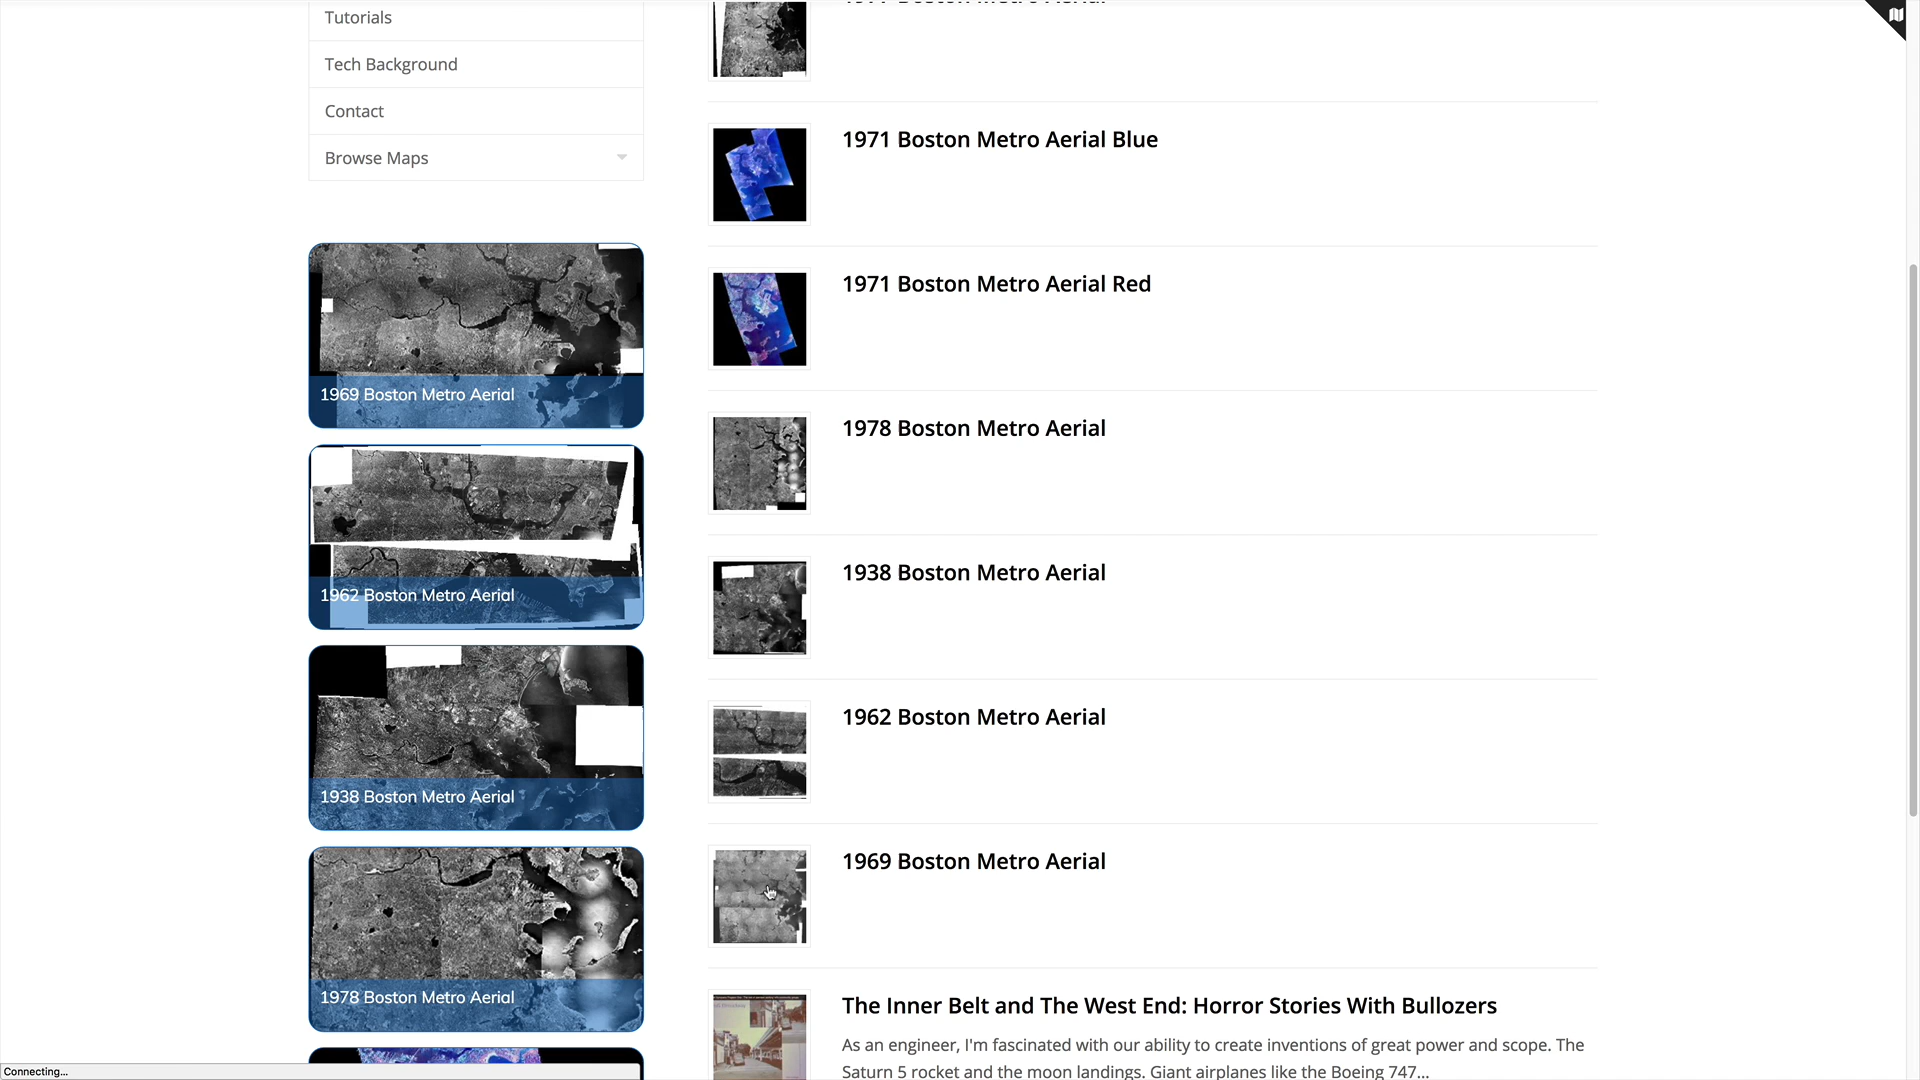 Tutorials
Tech Background
Contact
Browse Maps
1969 Boston Metro Aerial
1962 Boston Metro Aerial
1938 Boston Metro Aerial
1978 Boston Metro Aerial
Boston Metro Aerial
1971 Boston Metro Aerial Blue
1971 Boston Metro Aerial Red
1978 Boston Metro Aerial
1938 Boston Metro Aerial
1962 Boston Metro Aerial
1969 Boston Metro Aerial
The Inner Belt and The West End: Horror Stories With Bullozers
As an engineer, I'm fascinated with our ability to create inventions of great power and scope. The
Saturn 5 rocket and the moon landings. Giant airplanes like the Boeing 747...
Connecting...